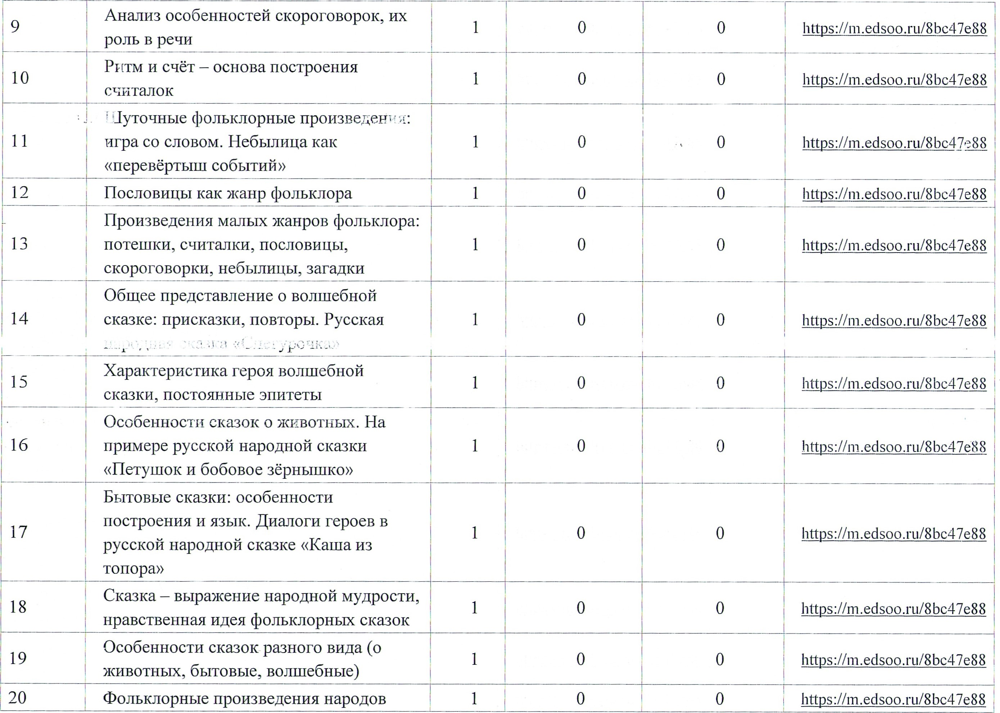 9 Анализ особенностей скороговорок, их роль в речи 1 0 0 https://m.edsoo.ru/8bc47e88
10 Ритм и счёт – основа построения считалок 1 0 0 https://m.edsoo.ru/8bc47e88
11 Шуточные фольклорные произведения: игра со словом. Небылица как «перевёртыш событий» 1 0 0 https://m.edsoo.ru/8bc47e88
12 Пословицы как жанр фольклора 1 0 0 https://m.edsoo.ru/8bc47e88
13 Произведения малых жанров фольклора: потешки, считалки, пословицы, скороговорки, небылицы, загадки 1 0 0 https://m.edsoo.ru/8bc47e88
14 Общее представление о волшебной сказке: присказки, повторы. Русская народная сказка «Снегурочка» 1 0 0 https://m.edsoo.ru/8bc47e88
15 Характеристика героя волшебной сказки, постоянные эпитеты 1 0 0 https://m.edsoo.ru/8bc47e88
16 Особенности сказок о животных. На примере русской народной сказки «Петушок и бобовое зёрнышко» 1 0 0 https://m.edsoo.ru/8bc47e88
17 Бытовые сказки: особенности построения и язык. Диалоги героев в русской народной сказке «Каша из топора» 1 0 0 https://m.edsoo.ru/8bc47e88
18 Сказка – выражение народной мудрости, нравственная идея фольклорных сказок 1 0 0 https://m.edsoo.ru/8bc47e88
19 Особенности сказок разного вида (о животных, бытовые, волшебные) 1 0 0 https://m.edsoo.ru/8bc47e88
20 Фольклорные произведения народов 1 0 0 https://m.edsoo.ru/8bc47e88